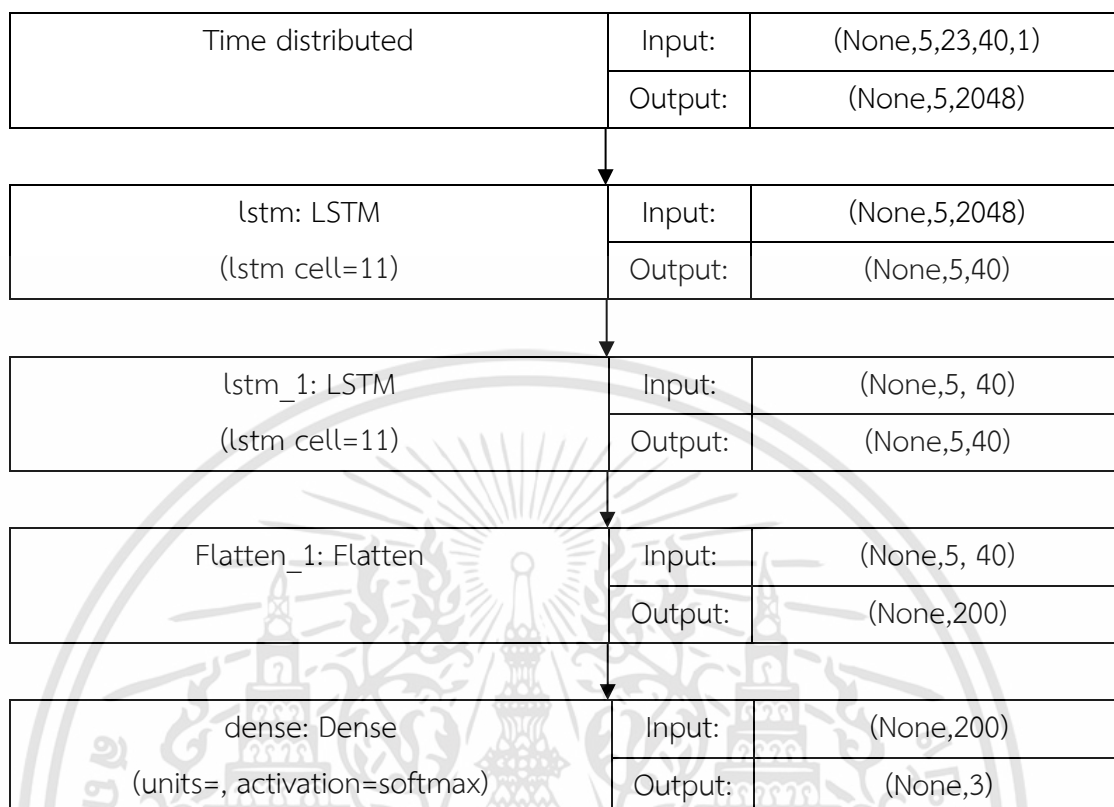 Time distributed Input: (None,5,23,40,1)
Output: (None,5,2048)
lstm: LSTM Input: (None,5,2048)
(lstm cell=11) Output: (None,5,40)
lstm_1: LSTM Input: (None,5, 40)
(lstm cell=11) Output: (None,5,40)
Flatten_1: Flatten Input: (None,5, 40)
Output: (None,200)
dense: Dense Input: (None,200)
(units=, activation=softmax) Output: (None,3)